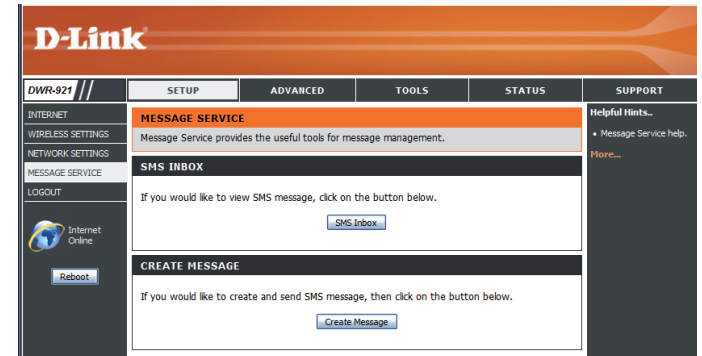 D-Link
DWR-921 // SETUP ADVANCED TOOLS STATUS SUPPORT
INTERNET
WIRELESS SETTINGS
NETWORK SETTINGS
MESSAGE SERVICE
LOGOUT
Internet
Online
Reboot
MESSAGE SERVICE
Message Service provides the useful tools for message management.
SMS INBOX
If you would like to view SMS message, click on the button below.
SMS Inbox
CREATE MESSAGE
If you would like to create and send SMS message, then click on the button below.
Create Message
Helpful Hints..
• Message Service help.
More...